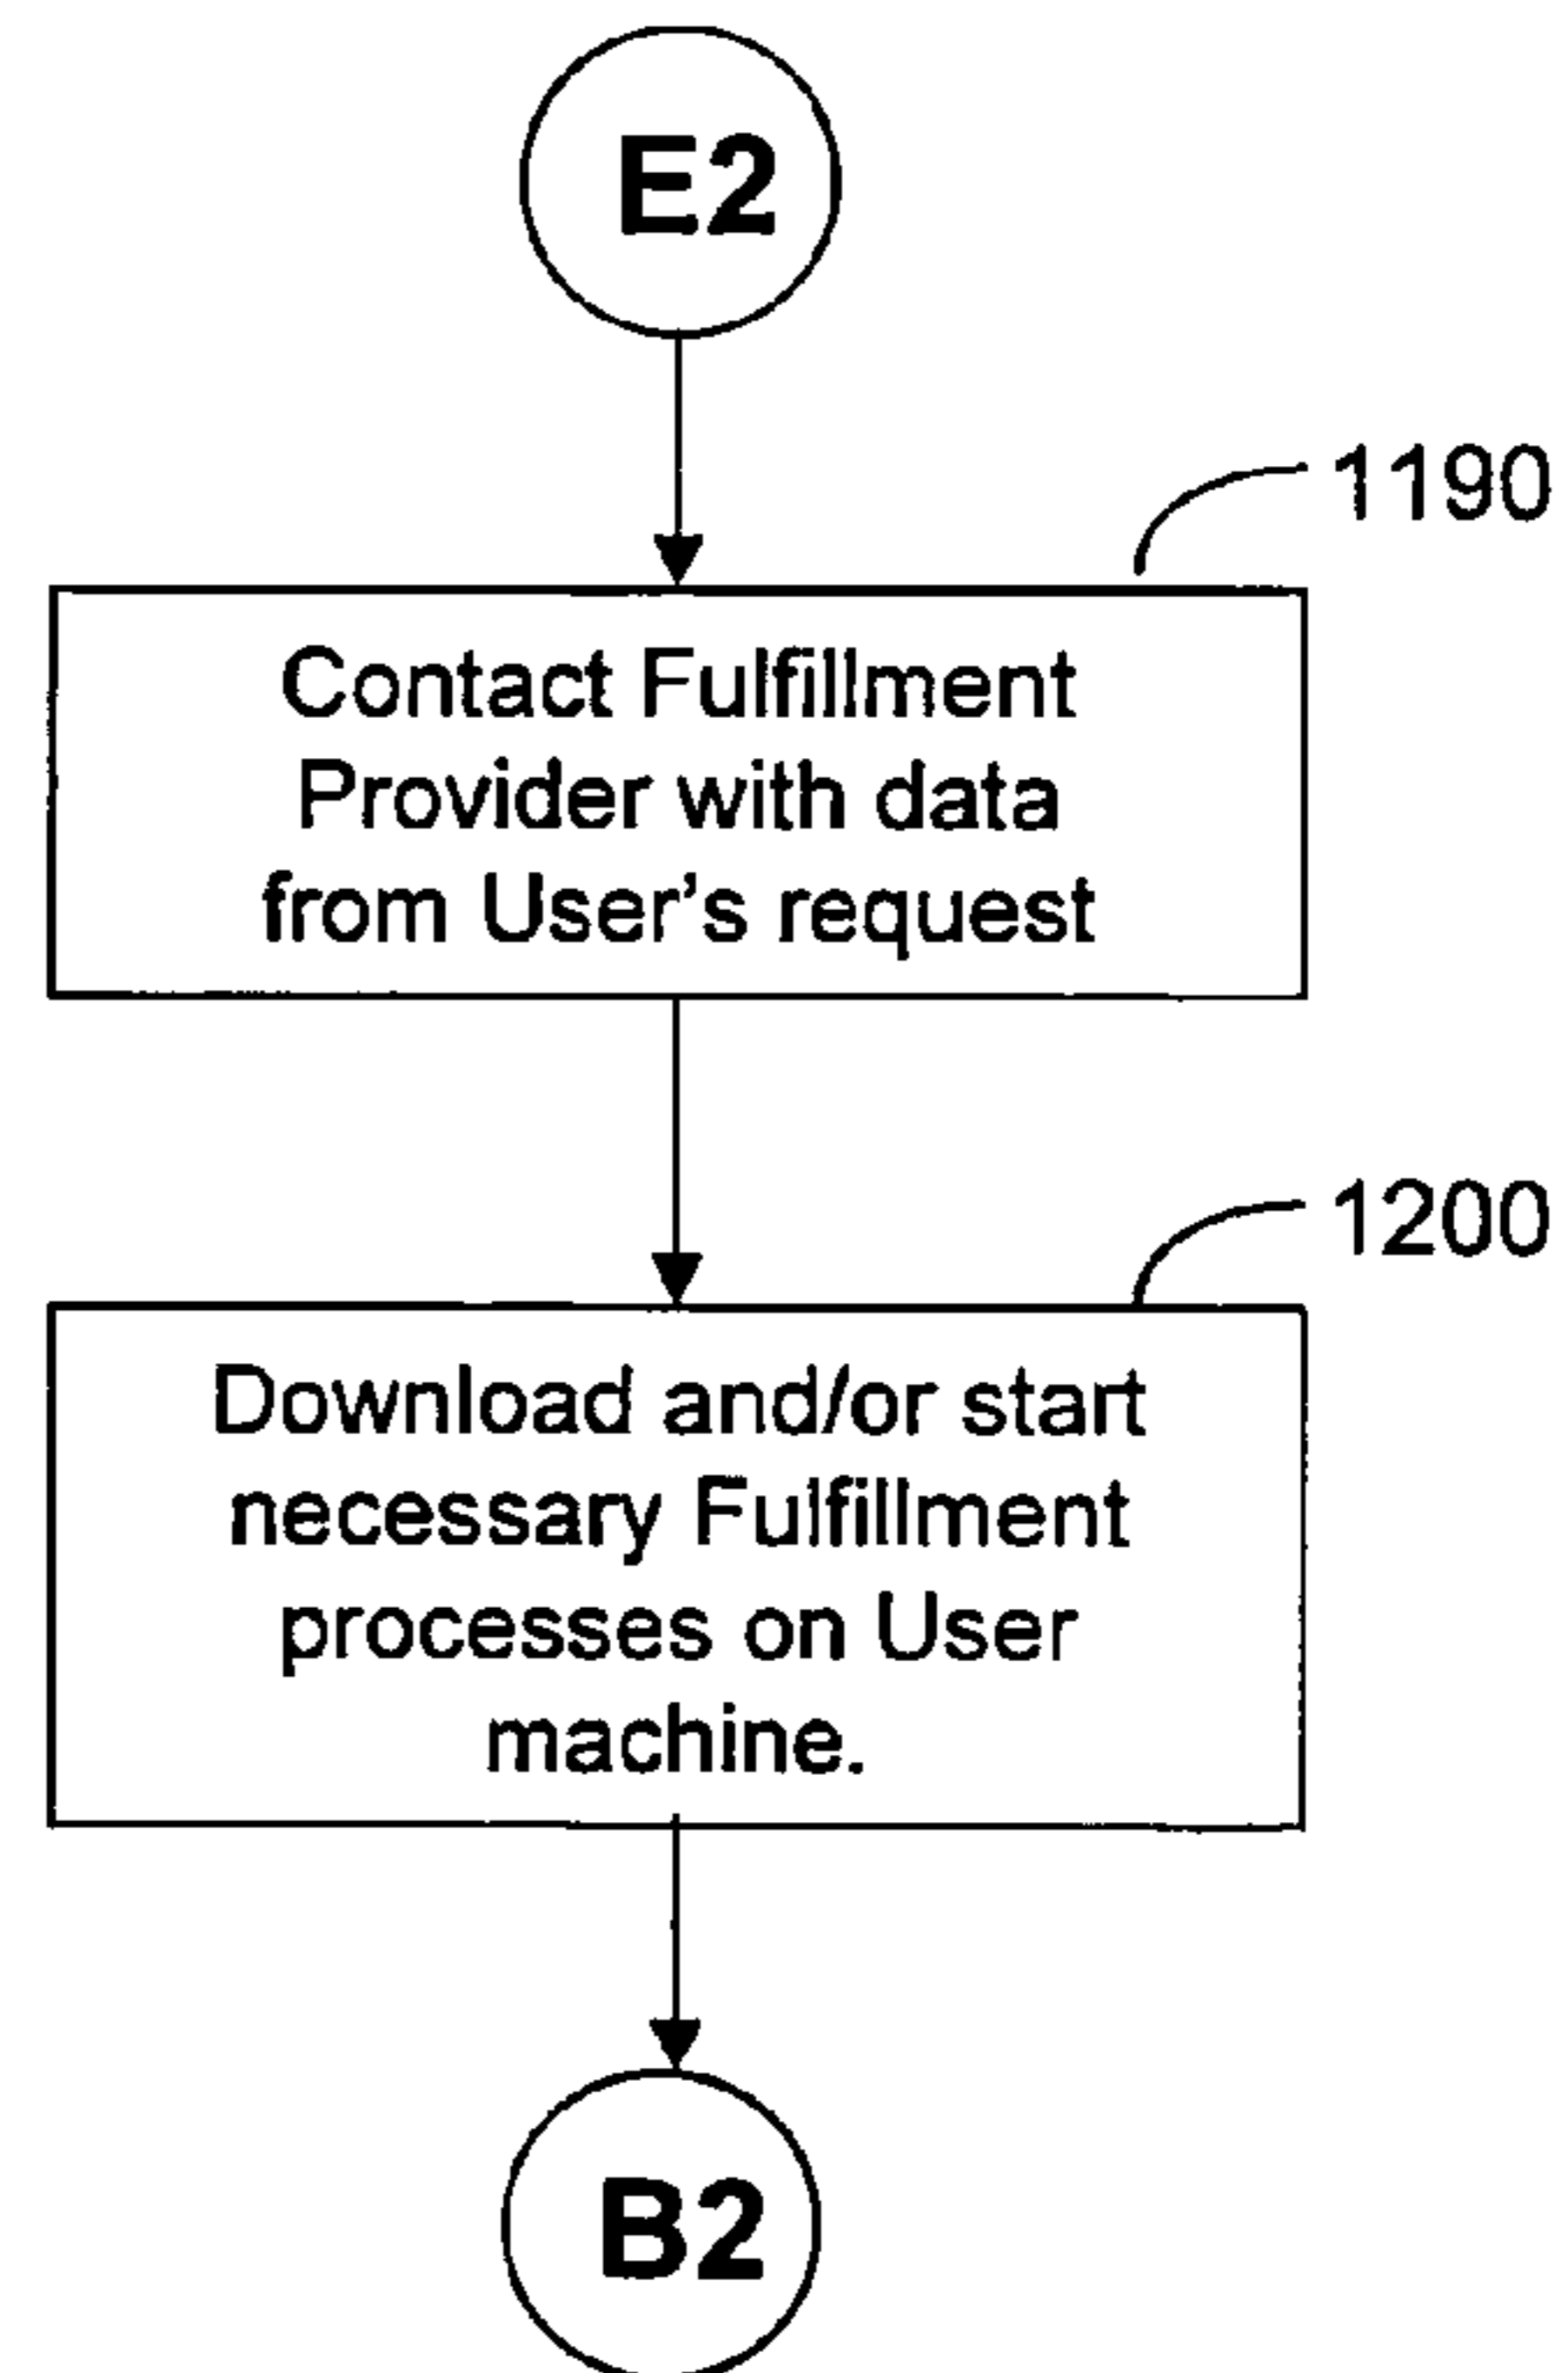 E2
1190
Contact Fulfillment
Provider with data
from User's request
1200
Download and/or start
necessary Fulfillment
processes on User
machine.
B2